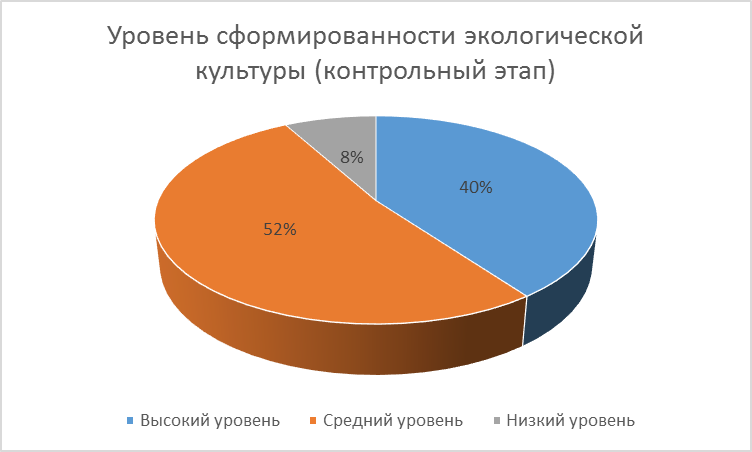 Уровень сформированности экологической
культуры (контрольный этап)
8%
40%
52%
Высокий уровень
Средний уровень
Низкий уровень